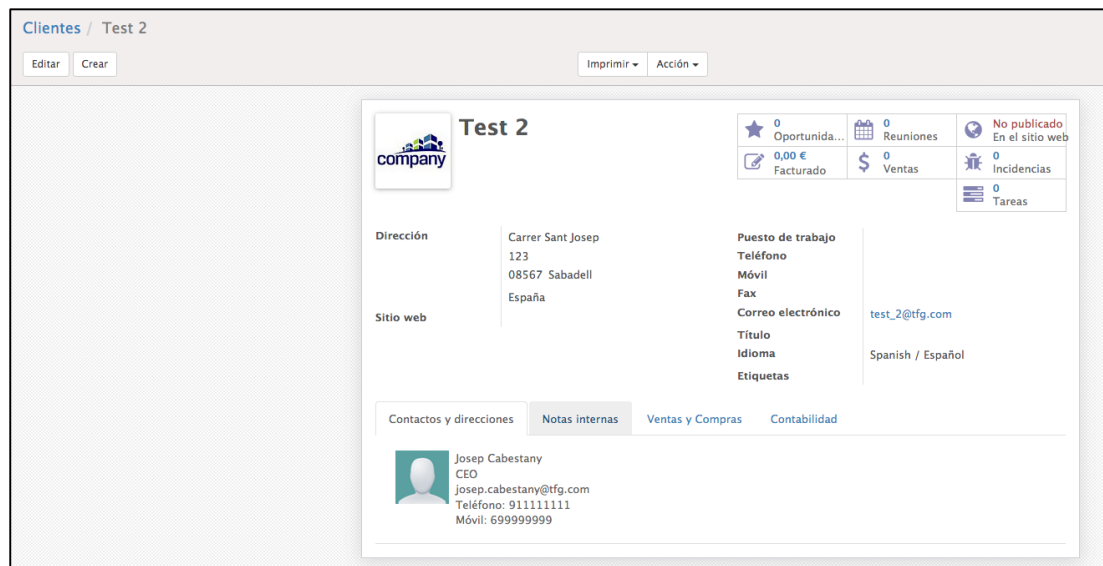 Clientes / Test 2
Editar Crear Imprimir Acción
company
Test 2
0 Oportunida...
0 Reuniones
No publicado En el sitio web
0,00 € Facturado
0 Ventas
0 Incidencias
0 Tareas
Dirección
Carrer Sant Josep
123
08567 Sabadell
España
Sitio web
Puesto de trabajo
Teléfono
Móvil
Fax
Correo electrónico test_2@tfg.com
Título
Idioma Spanish / Español
Etiquetas
Contactos y direcciones Notas internas Ventas y Compras Contabilidad
Josep Cabestany
CEO
josep.cabestany@tfg.com
Teléfono: 911111111
Móvil: 699999999